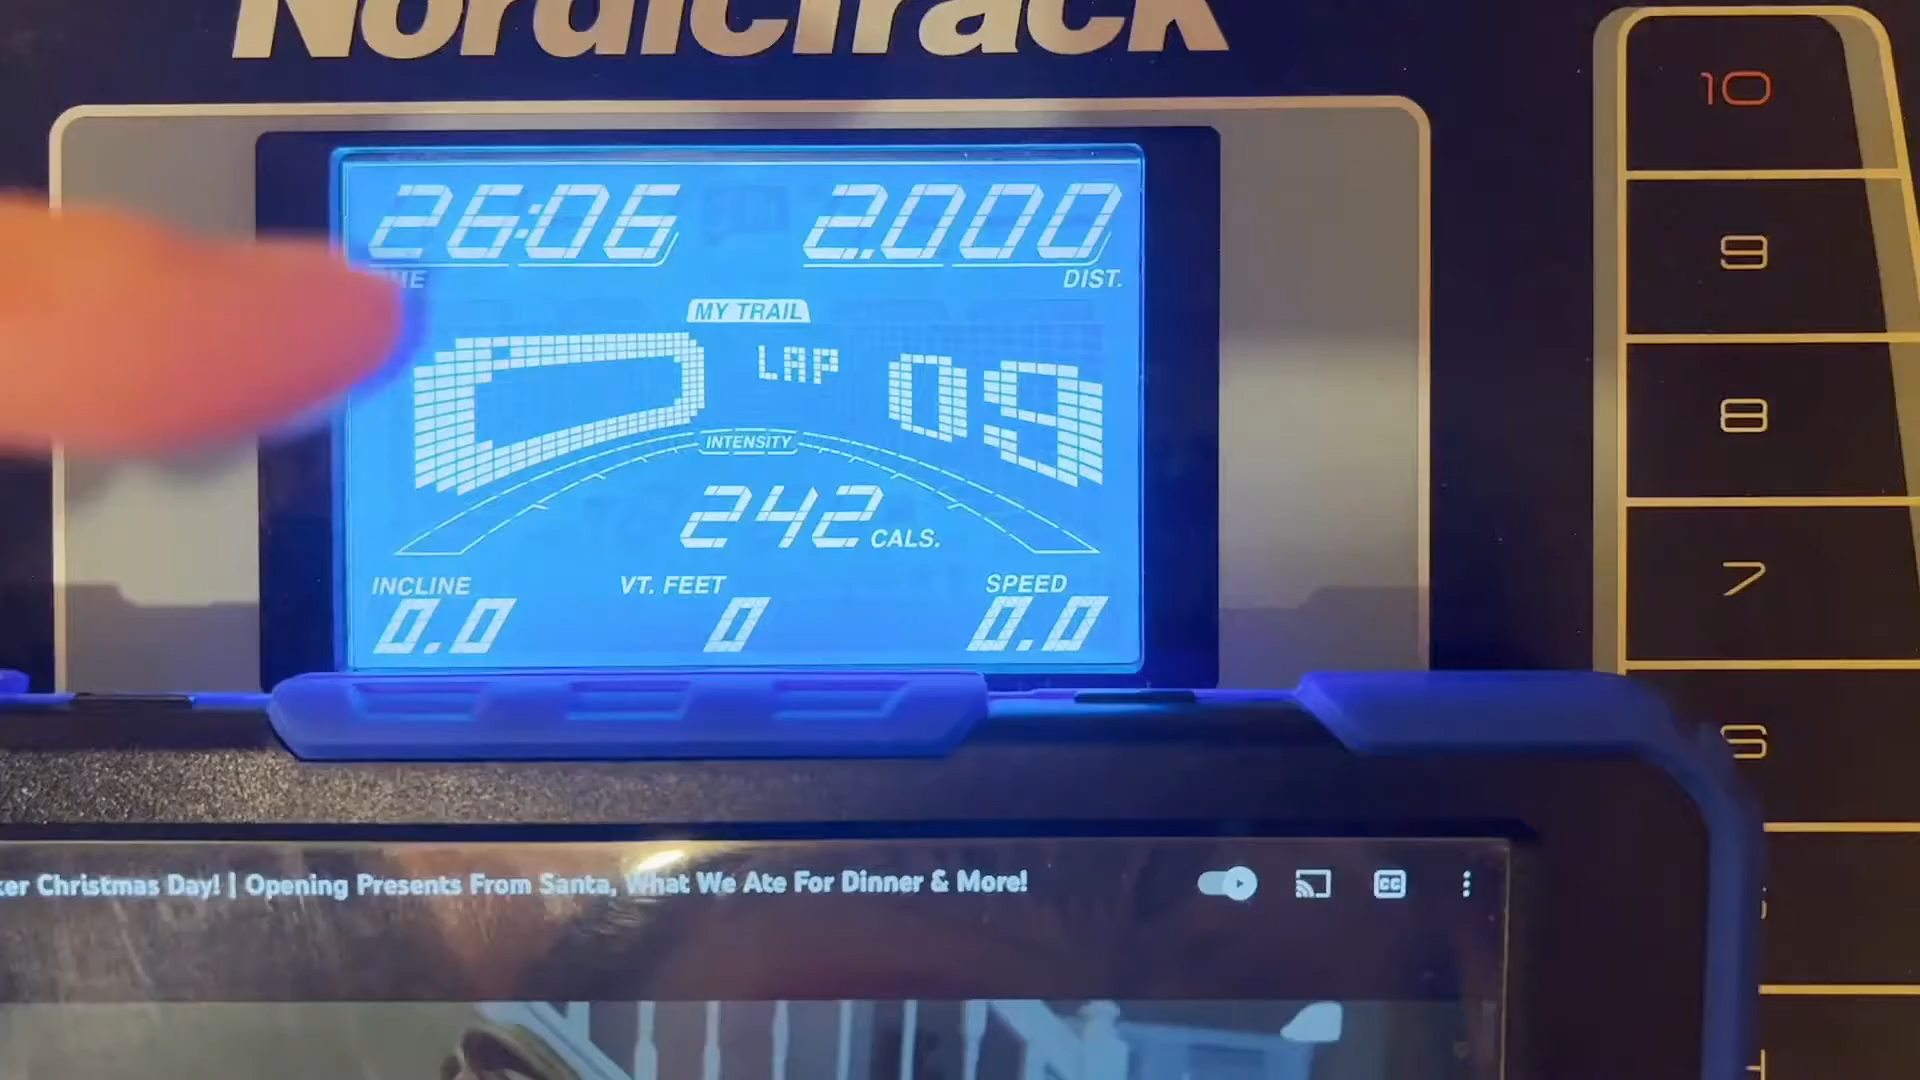 NordicTrack
26:06 2.000
DIST.
MY TRAIL
LAP 09
INTENSITY
242 CALS.
INCLINE VT. FEET SPEED
0.0 0 0.0
10
9
8
7
Christmas Day! | Opening Presents From Santa, What We Ate For Dinner & More!
CC